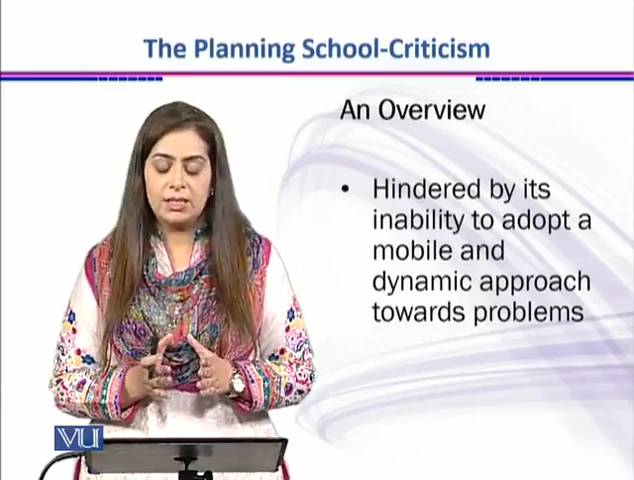 The Planning School-Criticism
An Overview
• Hindered by its
inability to adopt a
mobile and
dynamic approach
towards problems
VU